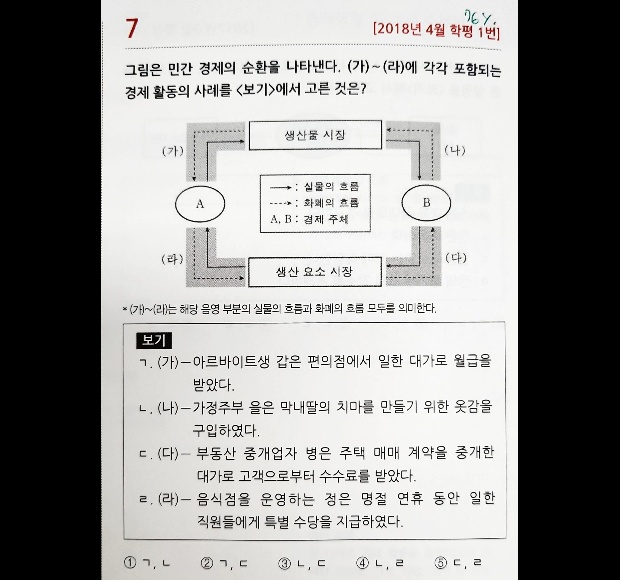 76%.
7
[2018년 4월 학평 1번]
그림은 민간 경제의 순환을 나타낸다. (가)~(라)에 각각 포함되는
경제 활동의 사례를 <보기>에서 고른 것은?
생산물 시장
(가)
(나)
A
→ : 실물의 흐름
⇢ : 화폐의 흐름
A, B : 경제 주체
B
(라)
(다)
생산 요소 시장
* (가)~(라)는 해당 음영 부분의 실물의 흐름과 화폐의 흐름 모두를 의미한다.
보기
ㄱ. (가) – 아르바이트생 갑은 편의점에서 일한 대가로 월급을
받았다.
ㄴ. (나) – 가정주부 을은 막내딸의 치마를 만들기 위한 옷감을
구입하였다.
ㄷ. (다) – 부동산 중개업자 병은 주택 매매 계약을 중개한
대가로 고객으로부터 수수료를 받았다.
ㄹ. (라) – 음식점을 운영하는 정은 명절 연휴 동안 일한
직원들에게 특별 수당을 지급하였다.
① ㄱ, ㄴ ② ㄱ, ㄷ ③ ㄴ, ㄷ ④ ㄴ, ㄹ ⑤ ㄷ, ㄹ